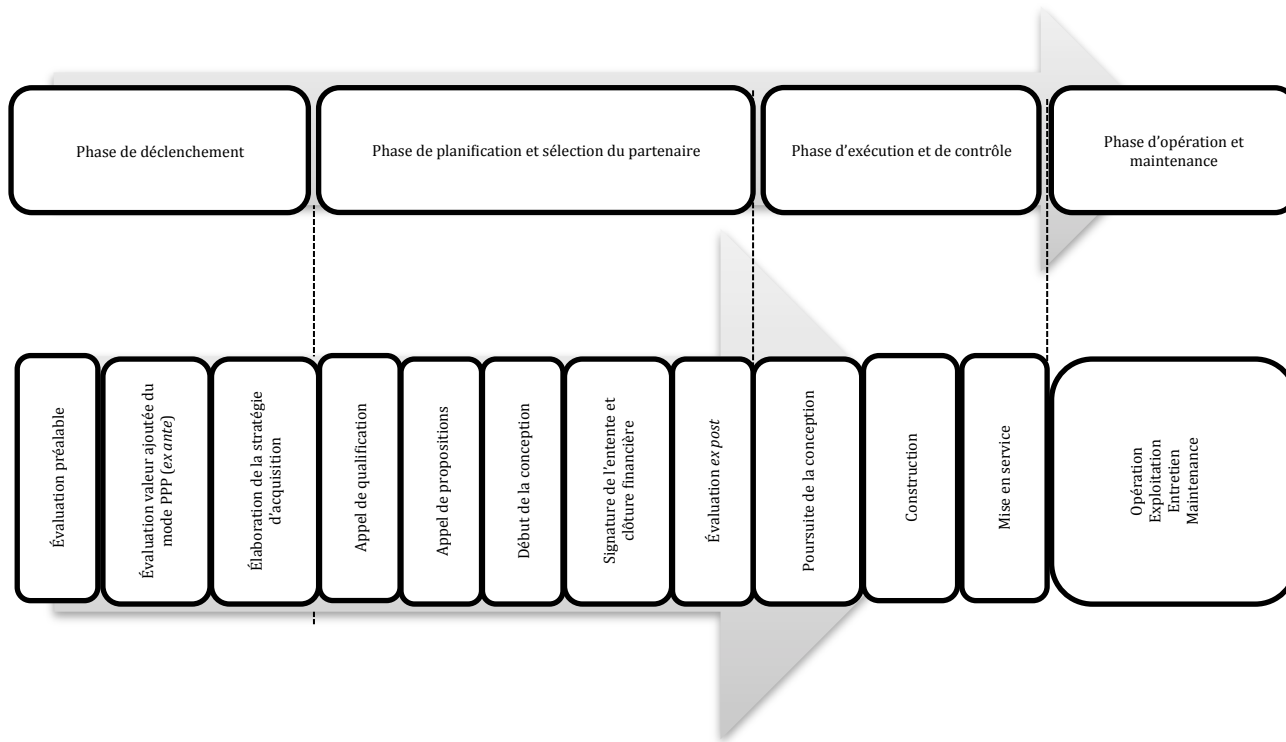 Phase de déclenchement
Phase de planification et sélection du partenaire
Phase d’exécution et de contrôle
Phase d’opération et
maintenance
Évaluation préalable
Évaluation valeur ajoutée du
mode PPP (ex ante)
Élaboration de la stratégie
d’acquisition
Appel de qualification
Appel de propositions
Début de la conception
Signature de l’entente et
clôture financière
Évaluation ex post
Poursuite de la conception
Construction
Mise en service
Opération
Exploitation
Entretien
Maintenance